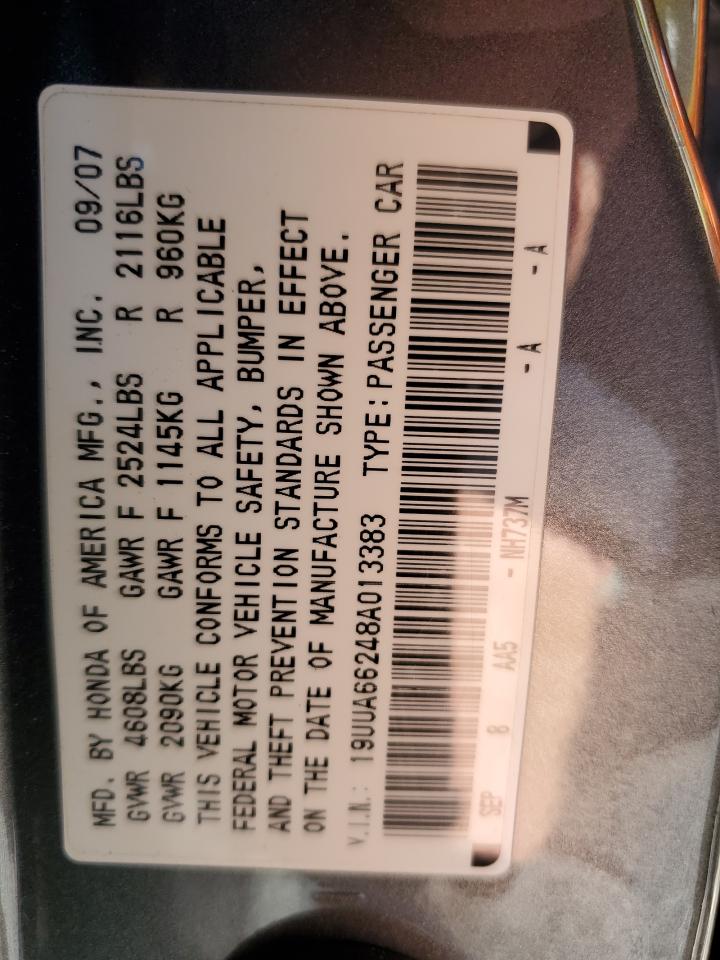 MFD. BY HONDA OF AMERICA MFG., INC. 09/07
GVWR 4608LBS GAWR F 2524LBS R 2116LBS
GVWR 2090KG GAWR F 1145KG R 960KG
THIS VEHICLE CONFORMS TO ALL APPLICABLE
FEDERAL MOTOR VEHICLE SAFETY, BUMPER,
AND THEFT PREVENTION STANDARDS IN EFFECT
ON THE DATE OF MANUFACTURE SHOWN ABOVE.
V.I.N.: 19UUA66248A013383 TYPE: PASSENGER CAR
SEP 8 AA5 - NH737M - A - A